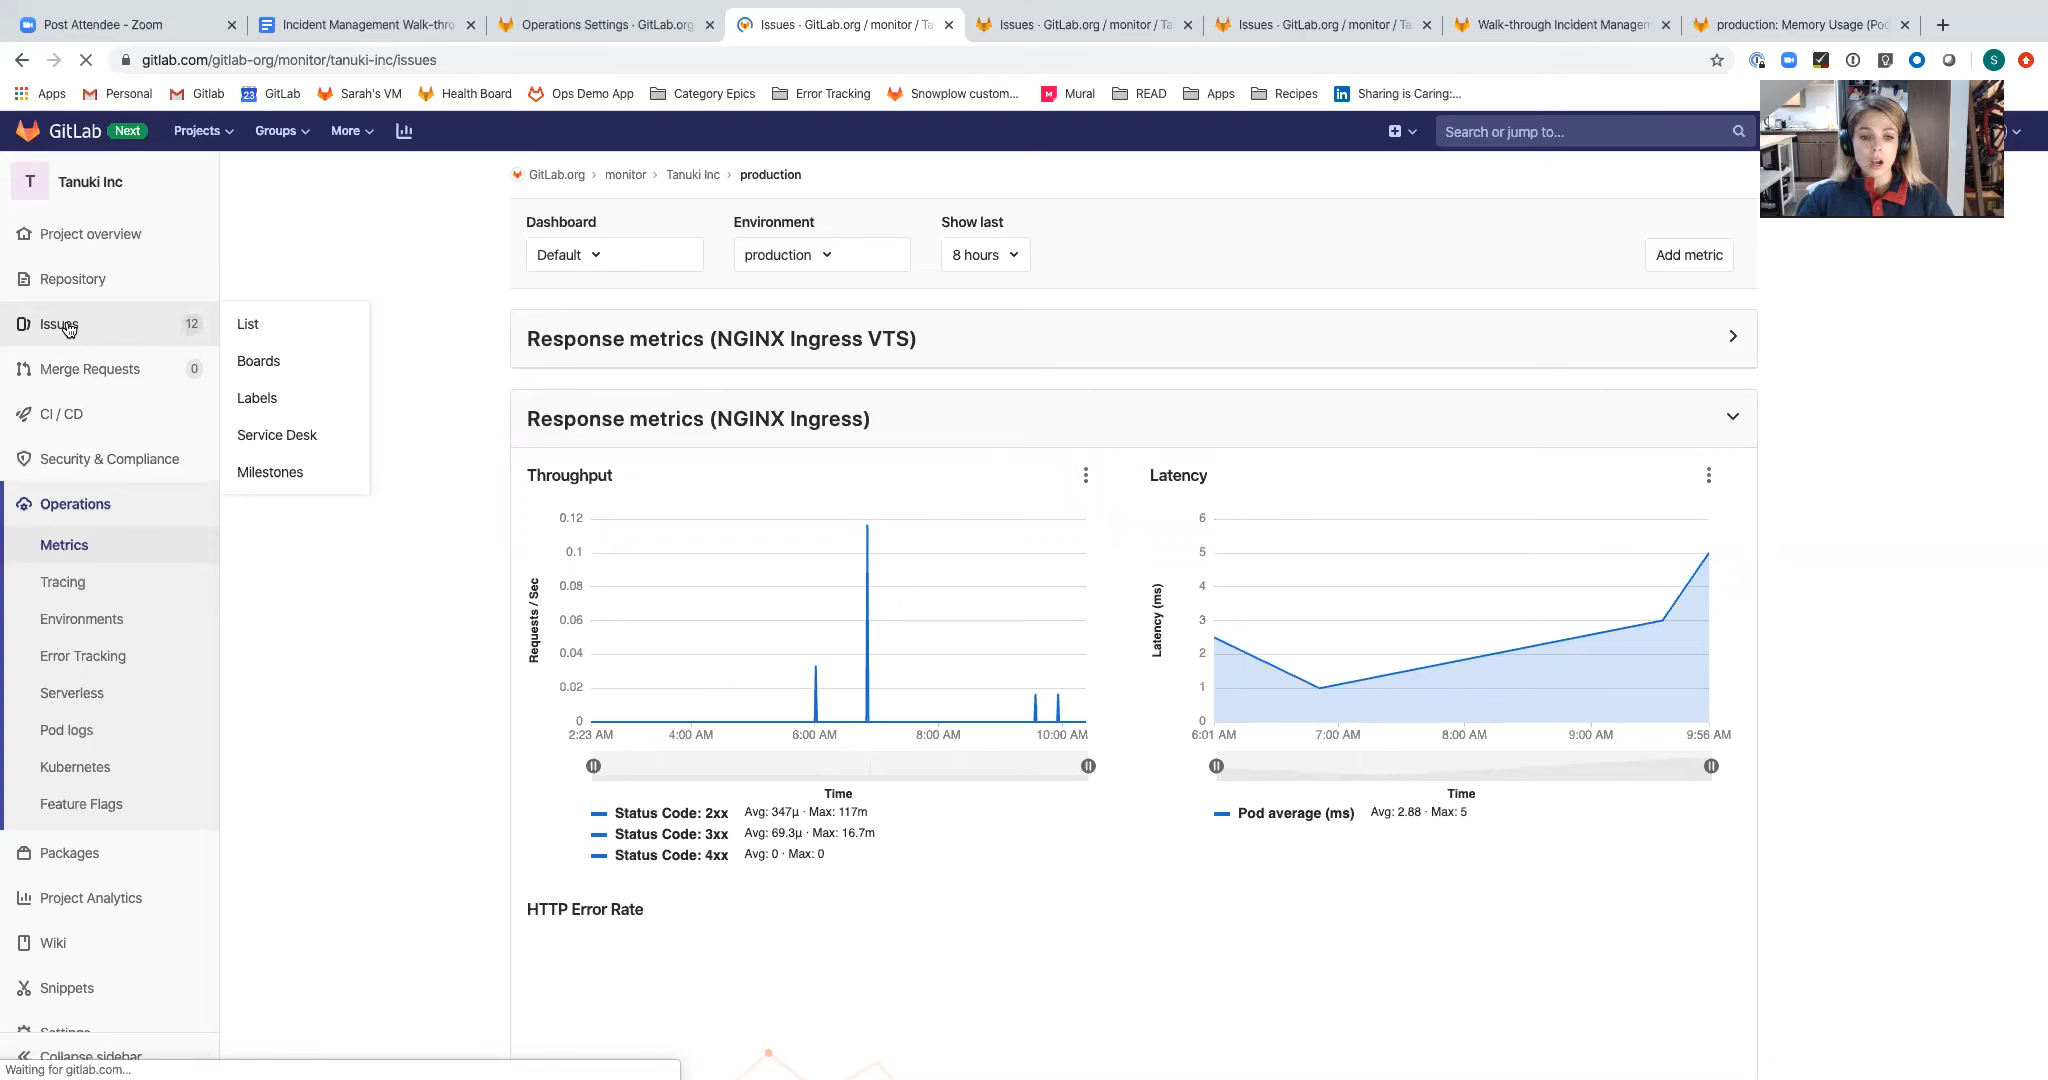 Post Attendee - Zoom
Incident Management Walk-thro
Operations Settings · GitLab.org
Issues · GitLab.org / monitor / Ta
Issues · GitLab.org / monitor / Ta
Issues · GitLab.org / monitor / Ta
Walk-through Incident Managem
production: Memory Usage (Poc
gitlab.com/gitlab-org/monitor/tanuki-inc/issues
S
Apps
Personal
Gitlab
23
GitLab
Sarah's VM
Health Board
Ops Demo App
Category Epics
Error Tracking
Snowplow custom...
M
Mural
READ
Apps
Recipes
in
Sharing is Caring:...
GitLab
Next
Projects
Groups
More
Search or jump to...
T
Tanuki Inc
Project overview
Repository
Issues
12
Merge Requests
0
CI / CD
Security & Compliance
Operations
Metrics
Tracing
Environments
Error Tracking
Serverless
Pod logs
Kubernetes
Feature Flags
Packages
Project Analytics
Wiki
Snippets
Settings
Collapse sidebar
Waiting for gitlab.com...
List
Boards
Labels
Service Desk
Milestones
GitLab.org > monitor > Tanuki Inc > production
Dashboard
Default
Environment
production
Show last
8 hours
Add metric
Response metrics (NGINX Ingress VTS)
Response metrics (NGINX Ingress)
Throughput
Requests / Sec
0.12
0.1
0.08
0.06
0.04
0.02
0
2:23 AM
4:00 AM
6:00 AM
8:00 AM
10:00 AM
Time
Status Code: 2xx Avg: 347µ · Max: 117m
Status Code: 3xx Avg: 69.3µ · Max: 16.7m
Status Code: 4xx Avg: 0 · Max: 0
Latency
Latency (ms)
6
5
4
3
2
1
0
6:01 AM
7:00 AM
8:00 AM
9:00 AM
9:56 AM
Time
Pod average (ms) Avg: 2.88 · Max: 5
HTTP Error Rate